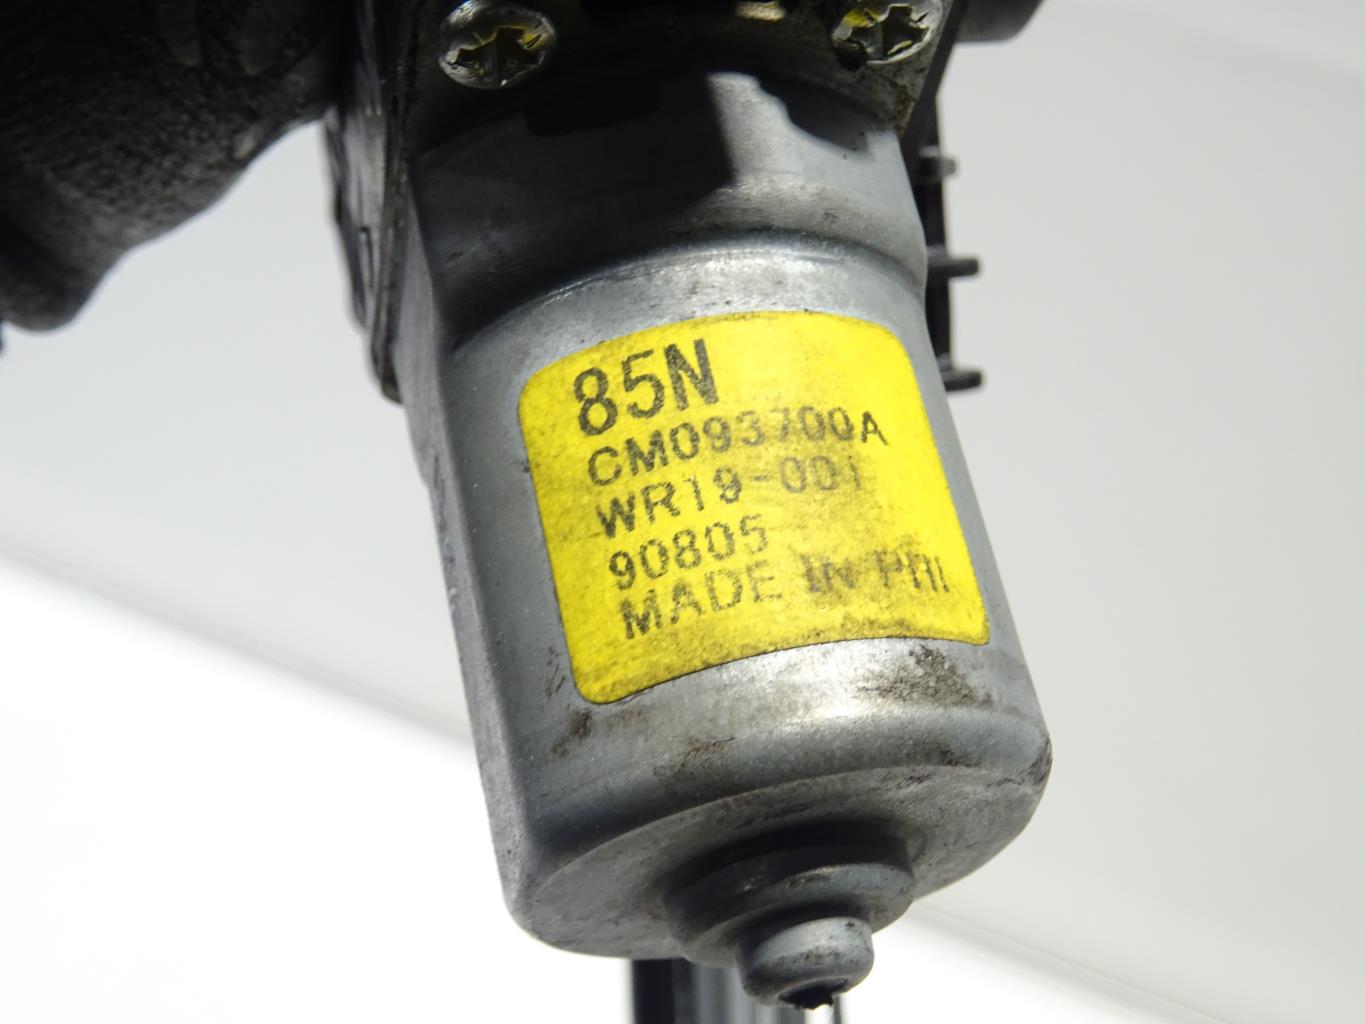 85N
CM093700A
WR19-001
90805
MADE IN PHI